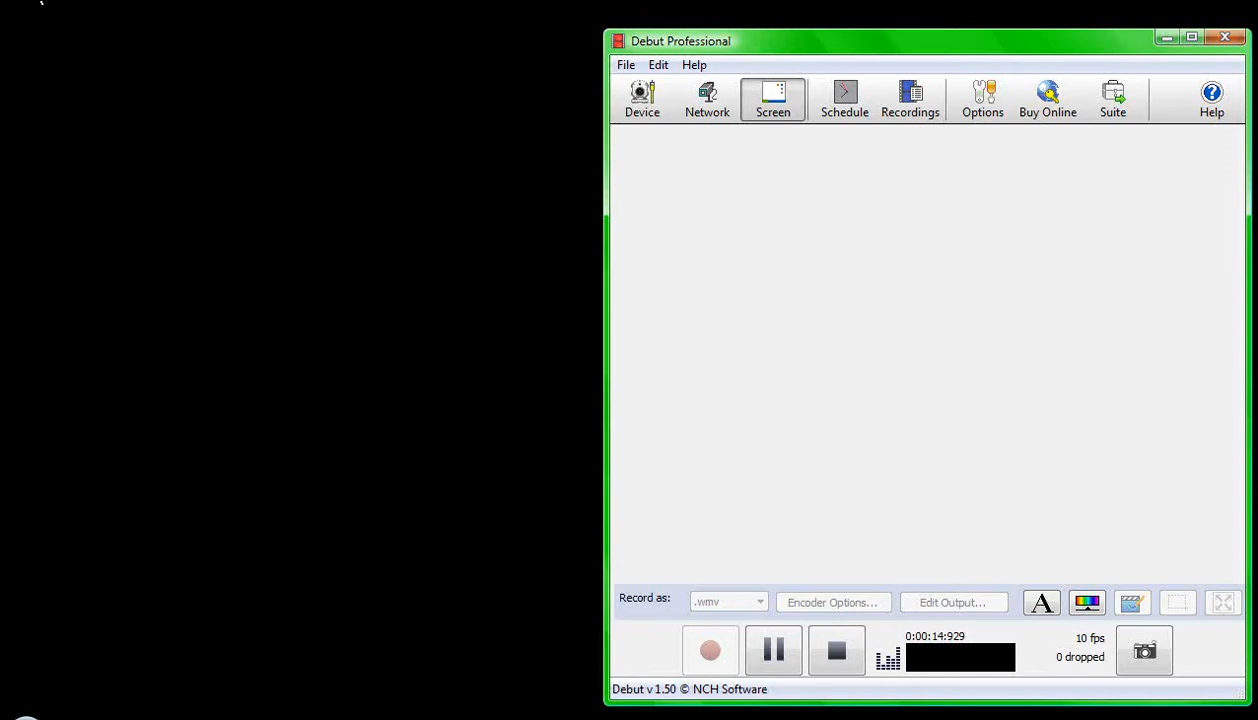 Debut Professional
File Edit Help
Device Network Screen Schedule Recordings Options Buy Online Suite Help
Record as: .wmv Encoder Options... Edit Output... A
0:00:14:929 10 fps
0 dropped
Debut v 1.50 © NCH Software